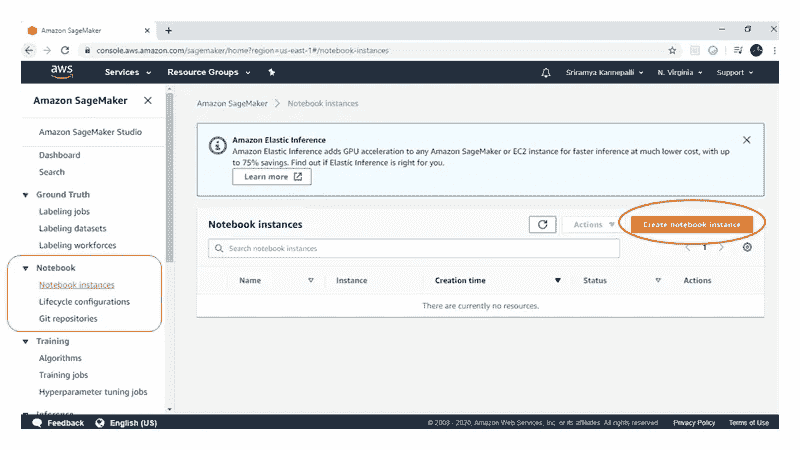 Amazon SageMaker
console.aws.amazon.com/sagemaker/home?region=us-east-1#/notebook-instances
aws
Services
Resource Groups
Sriramya Kannepalli
N. Virginia
Support
Amazon SageMaker
Amazon SageMaker Studio
Dashboard
Search
Ground Truth
Labeling jobs
Labeling datasets
Labeling workforces
Notebook
Notebook instances
Lifecycle configurations
Git repositories
Training
Algorithms
Training jobs
Hyperparameter tuning jobs
Inference
Amazon SageMaker > Notebook instances
Amazon Elastic Inference
Amazon Elastic Inference adds GPU acceleration to any Amazon SageMaker or EC2 instance for faster inference at much lower cost, with up
to 75% savings. Find out if Elastic Inference is right for you.
Learn more
Notebook instances
Actions
Create notebook instance
Search notebook instances
1
Name
Instance
Creation time
Status
Actions
There are currently no resources.
Feedback
English (US)
© 2008 - 2020, Amazon Web Services, Inc. or its affiliates. All rights reserved.
Privacy Policy
Terms of Use